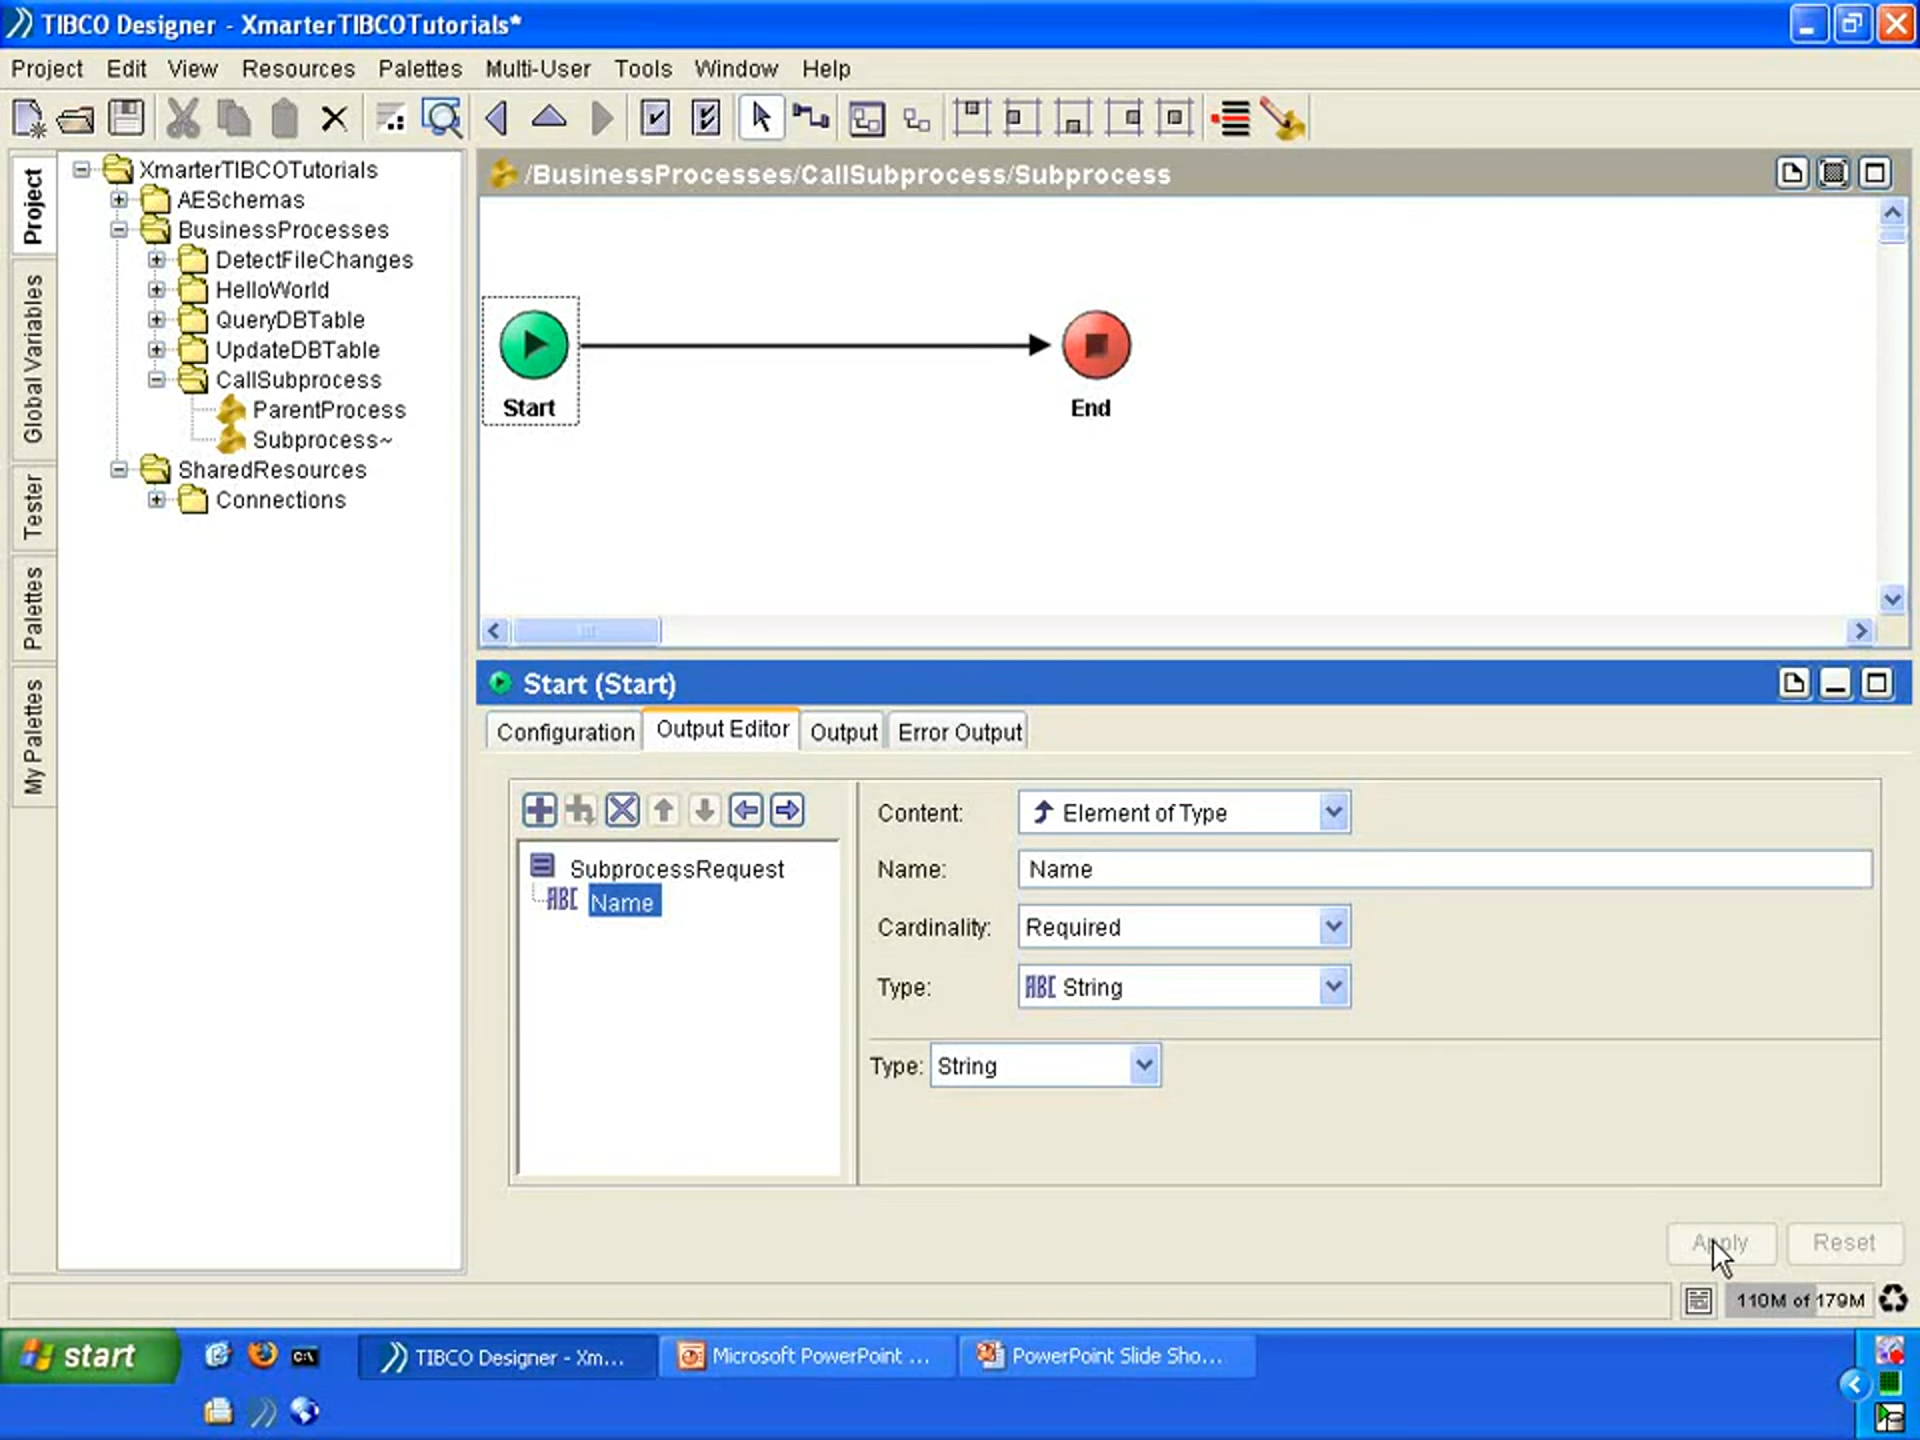 TIBCO Designer - XmarterTIBCOTutorials*
Project Edit View Resources Palettes Multi-User Tools Window Help
Project
Global Variables
Tester
Palettes
My Palettes
XmarterTIBCOTutorials
AESchemas
BusinessProcesses
DetectFileChanges
HelloWorld
QueryDBTable
UpdateDBTable
CallSubprocess
ParentProcess
Subprocess~
SharedResources
Connections
/BusinessProcesses/CallSubprocess/Subprocess
Start
End
Start (Start)
Configuration Output Editor Output Error Output
SubprocessRequest
ABC Name
Content: Element of Type
Name: Name
Cardinality: Required
Type: ABC String
Type: String
Apply Reset
110M of 179M
start
C:\
TIBCO Designer - Xm...
Microsoft PowerPoint ...
PowerPoint Slide Sho...